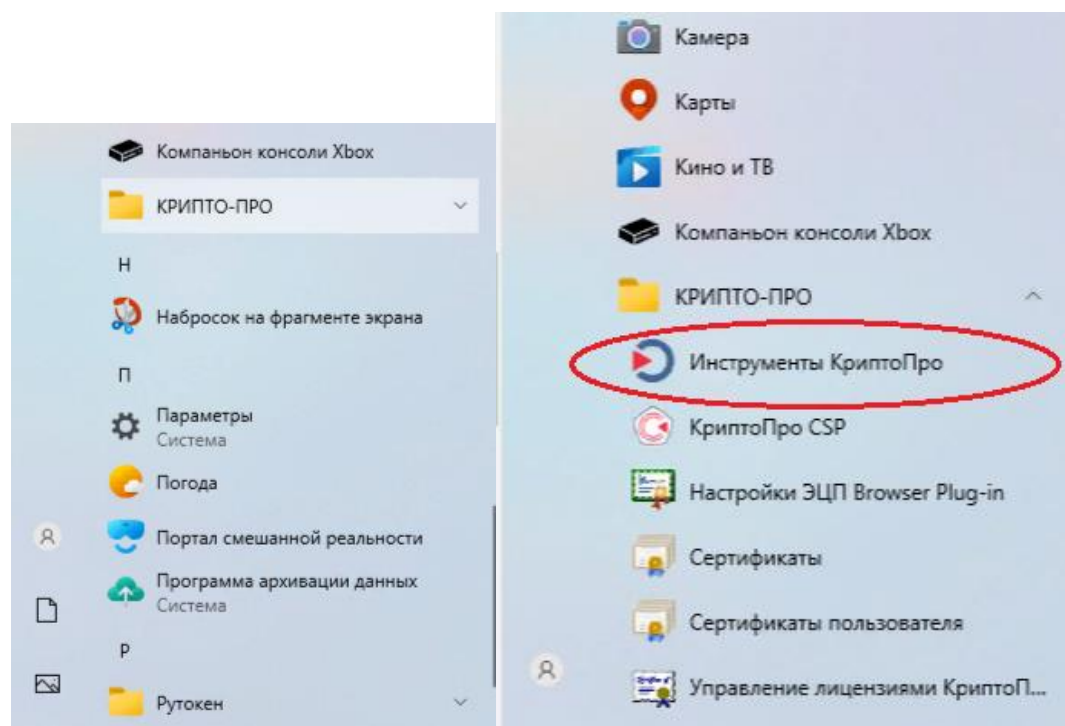 Компаньон консоли Xbox
КРИПТО-ПРО
Н
Набросок на фрагменте экрана
П
Параметры
Система
Погода
Портал смешанной реальности
Программа архивации данных
Система
Р
Рутокен
Камера
Карты
Кино и ТВ
Компаньон консоли Xbox
КРИПТО-ПРО
Инструменты КриптоПро
КриптоПро CSP
Настройки ЭЦП Browser Plug-in
Сертификаты
Сертификаты пользователя
Управление лицензиями КриптоП...